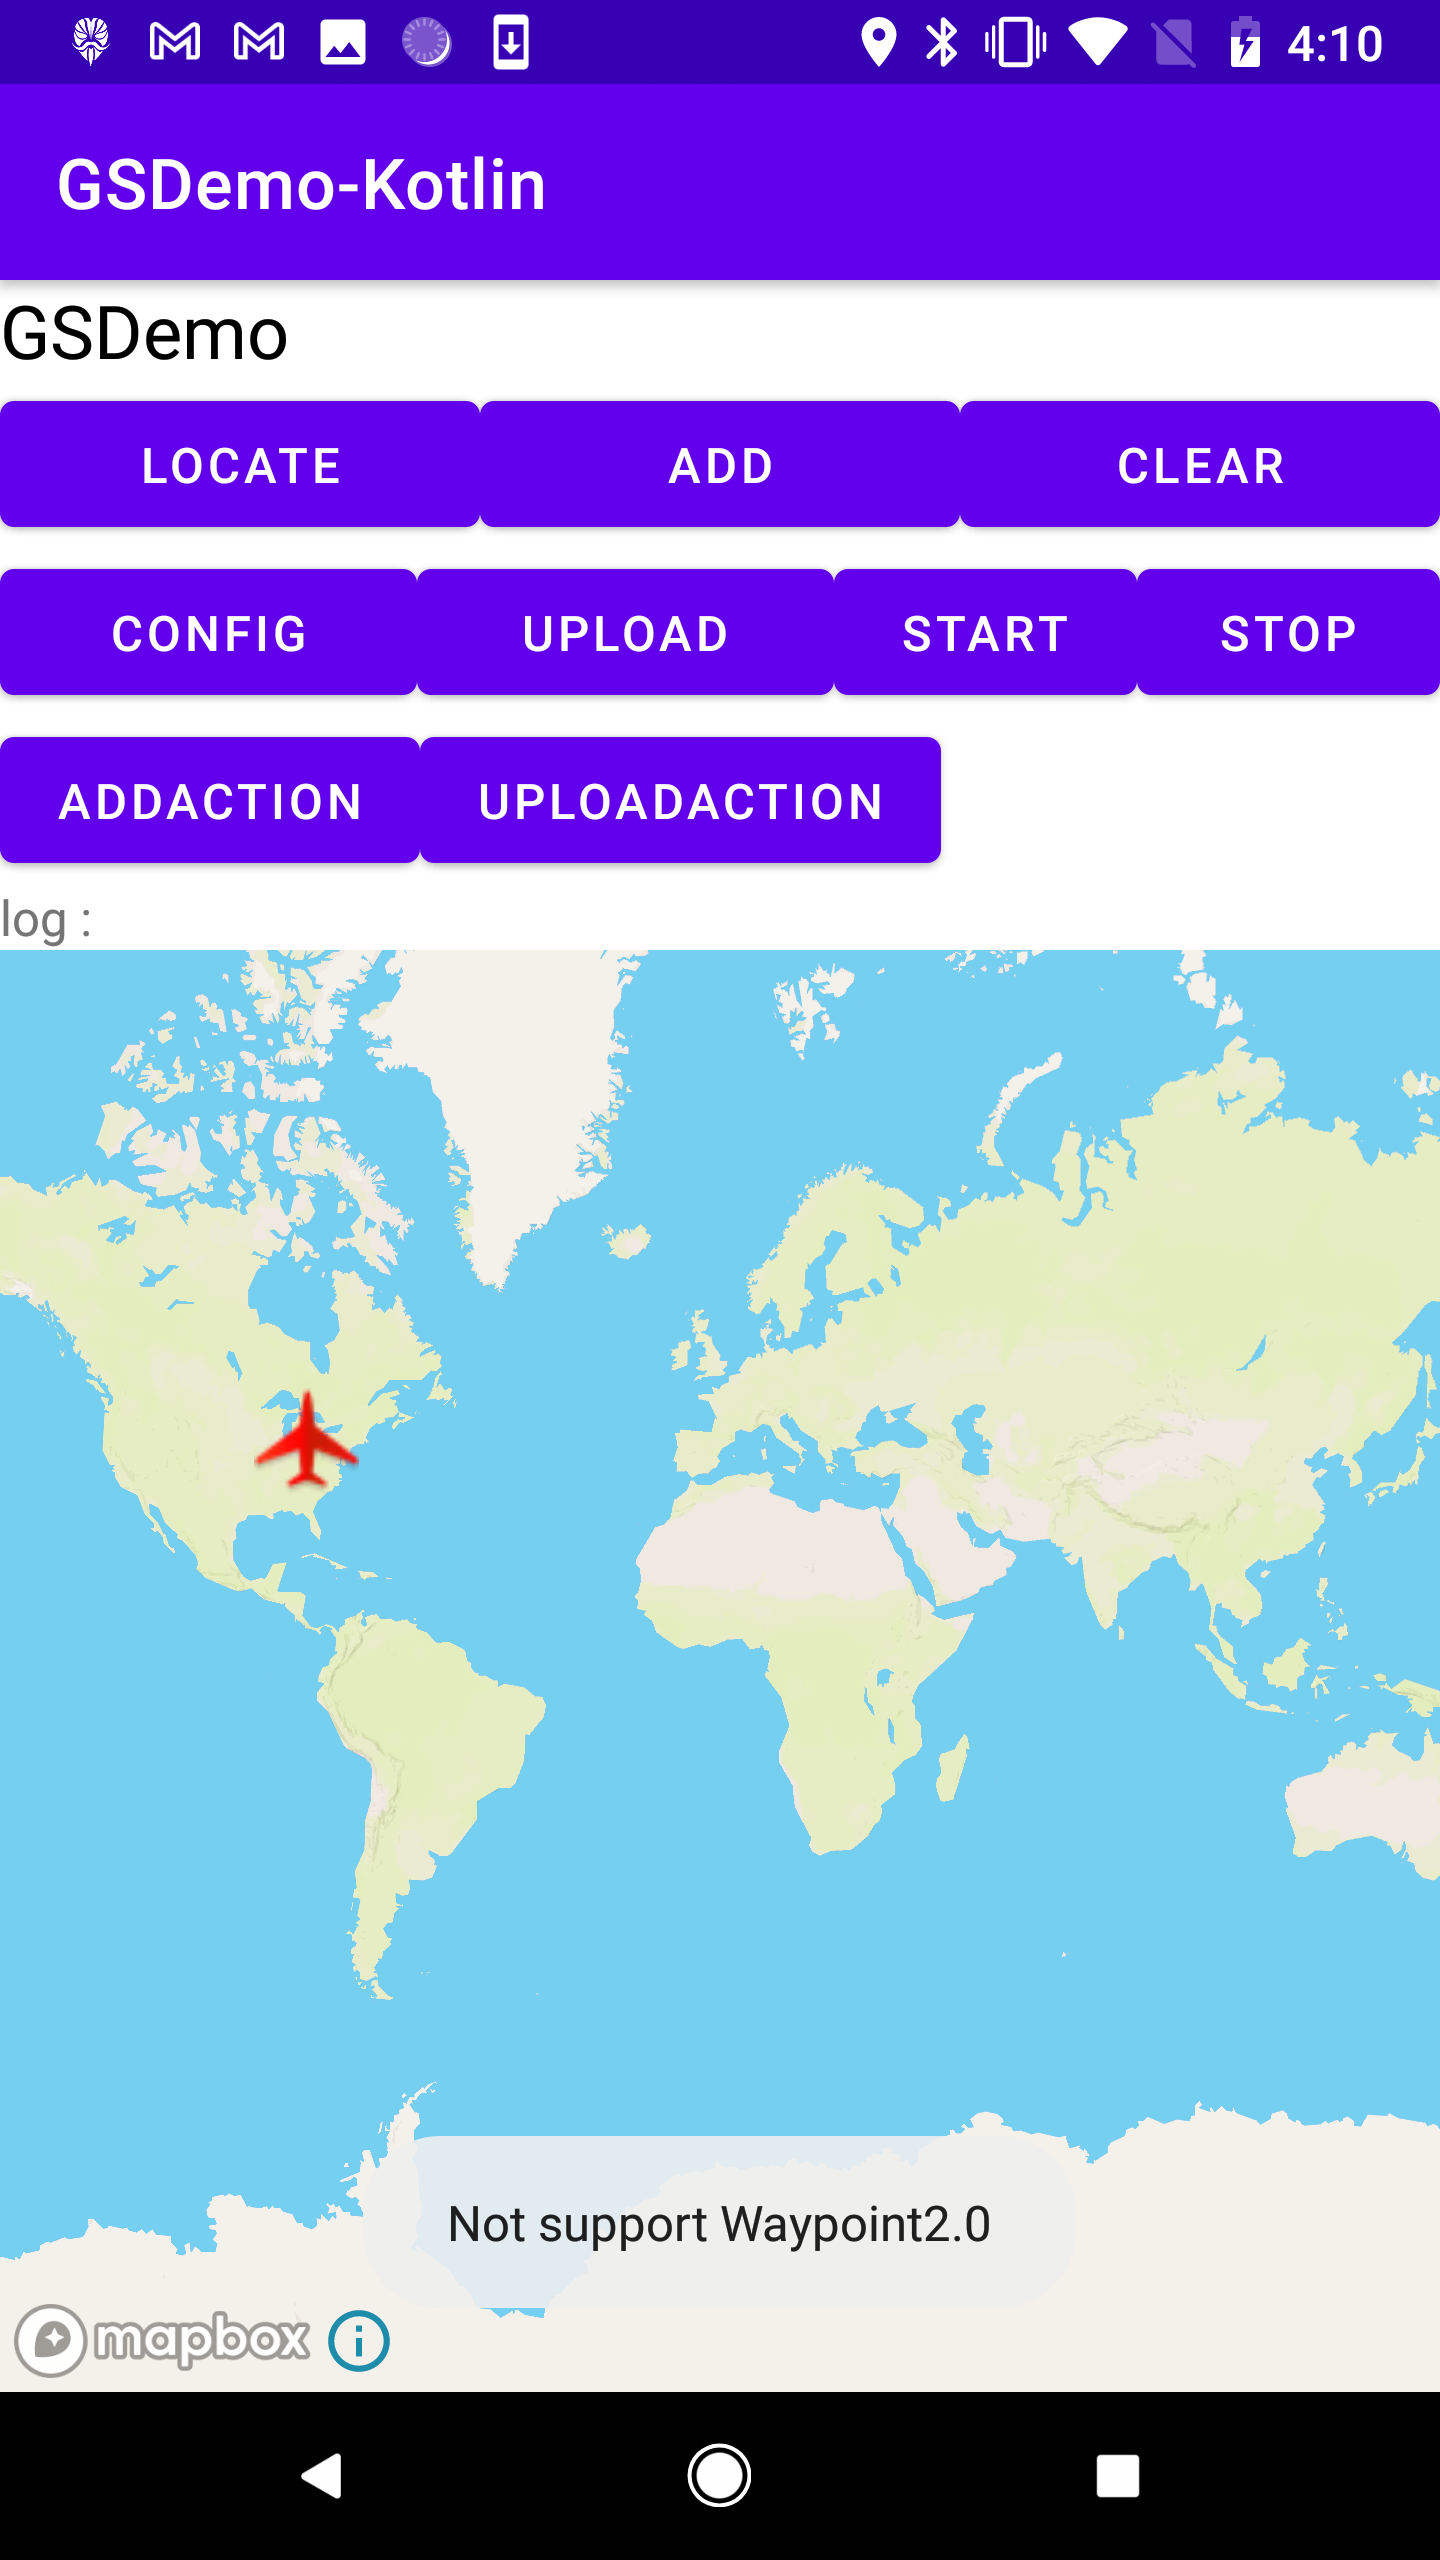 4:10
GSDemo-Kotlin
GSDemo
LOCATE ADD CLEAR
CONFIG UPLOAD START STOP
ADDACTION UPLOADACTION
log :
Not support Waypoint2.0
mapbox